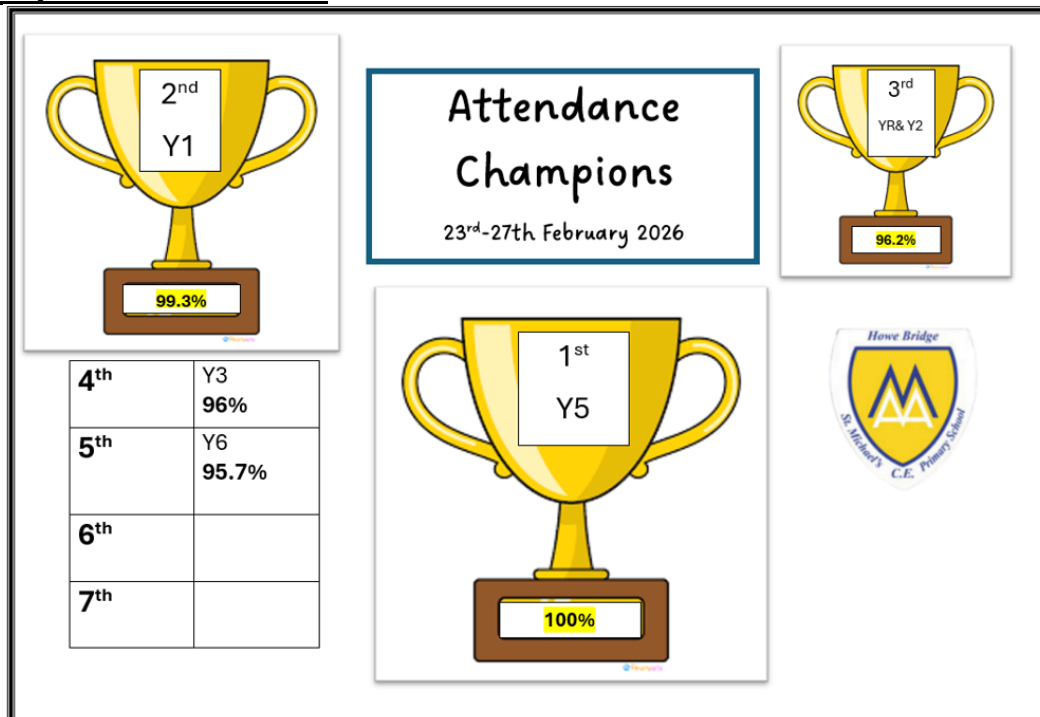 2nd
Y1
99.3%
Attendance
Champions
23rd-27th February 2026
3rd
YR& Y2
96.2%
1st
Y5
100%
4th
Y3
96%
5th
Y6
95.7%
6th
7th
Howe Bridge
St. Michael's C.E. Primary School